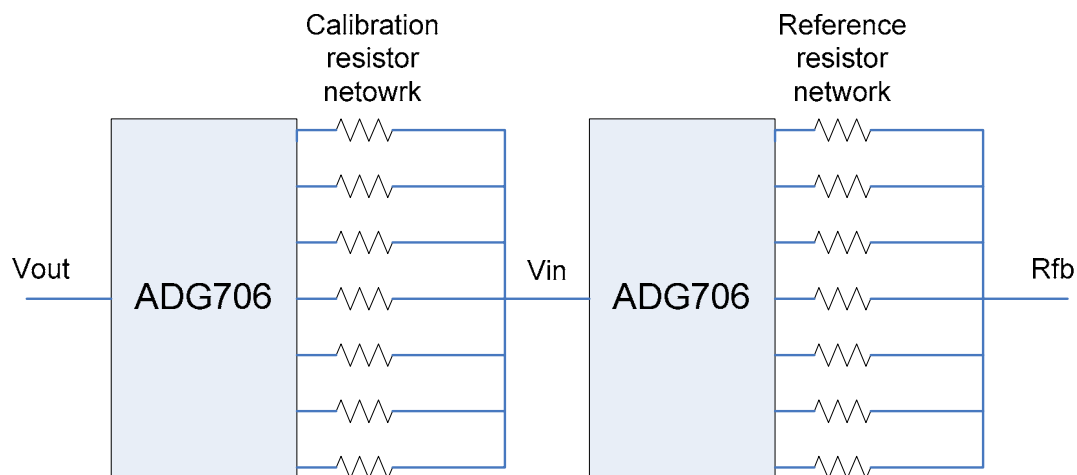 Calibration
resistor
netowrk
Reference
resistor
network
Vout
ADG706
Vin
ADG706
Rfb